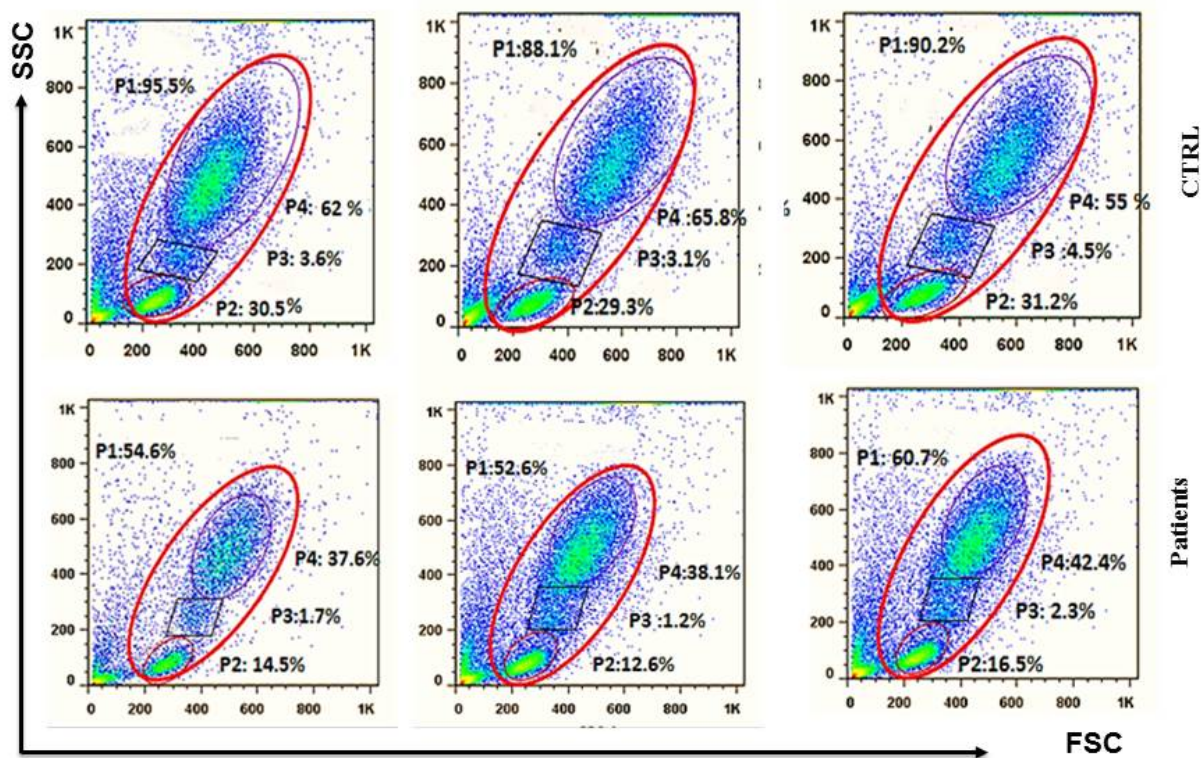 SSC
1K
800
600
400
200
0
P1:95.5%
P4: 62 %
P3: 3.6%
P2: 30.5%
0 200 400 600 800 1K
1K
800
600
400
200
0
P1:88.1%
P4 :65.8%
P3:3.1%
P2:29.3%
0 200 400 600 800 1K
%
1K
800
600
400
200
0
P1:90.2%
P4: 55 %
P3 :4.5%
P2: 31.2%
0 200 400 600 800 1K
CTRL
1K
800
600
400
200
0
P1:54.6%
P4: 37.6%
P3:1.7%
P2: 14.5%
0 200 400 600 800 1K
1K
800
600
400
200
0
P1:52.6%
P4:38.1%
P3 :1.2%
P2:12.6%
0 200 400 600 800 1K
1K
800
600
400
200
0
P1: 60.7%
P4:42.4%
P3: 2.3%
P2:16.5%
0 200 400 600 800 1K
Patients
FSC